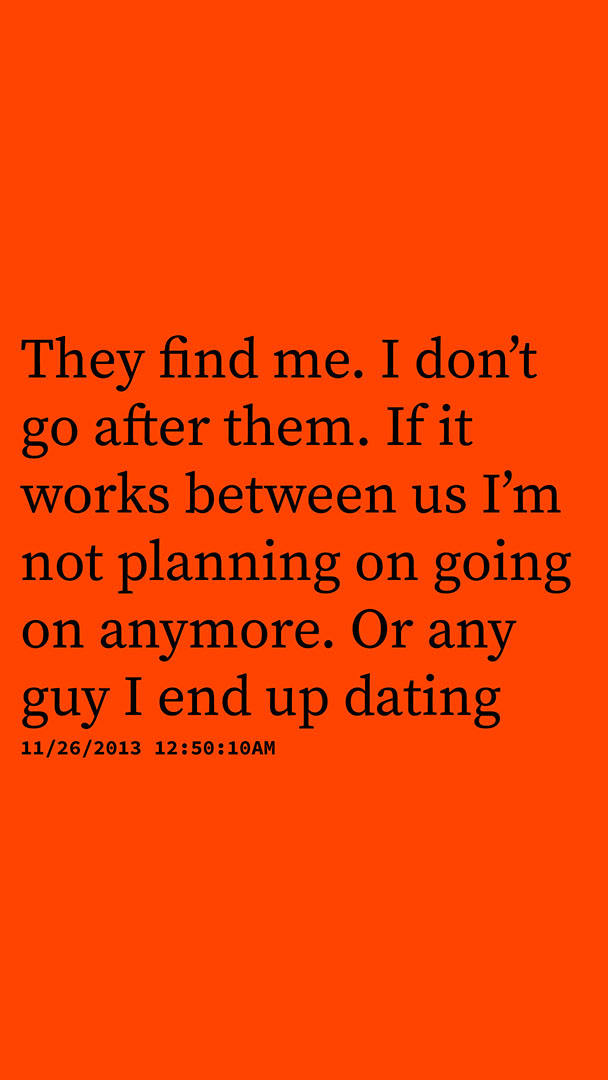 They find me. I don’t
go after them. If it
works between us I’m
not planning on going
on anymore. Or any
guy I end up dating
11/26/2013 12:50:10AM